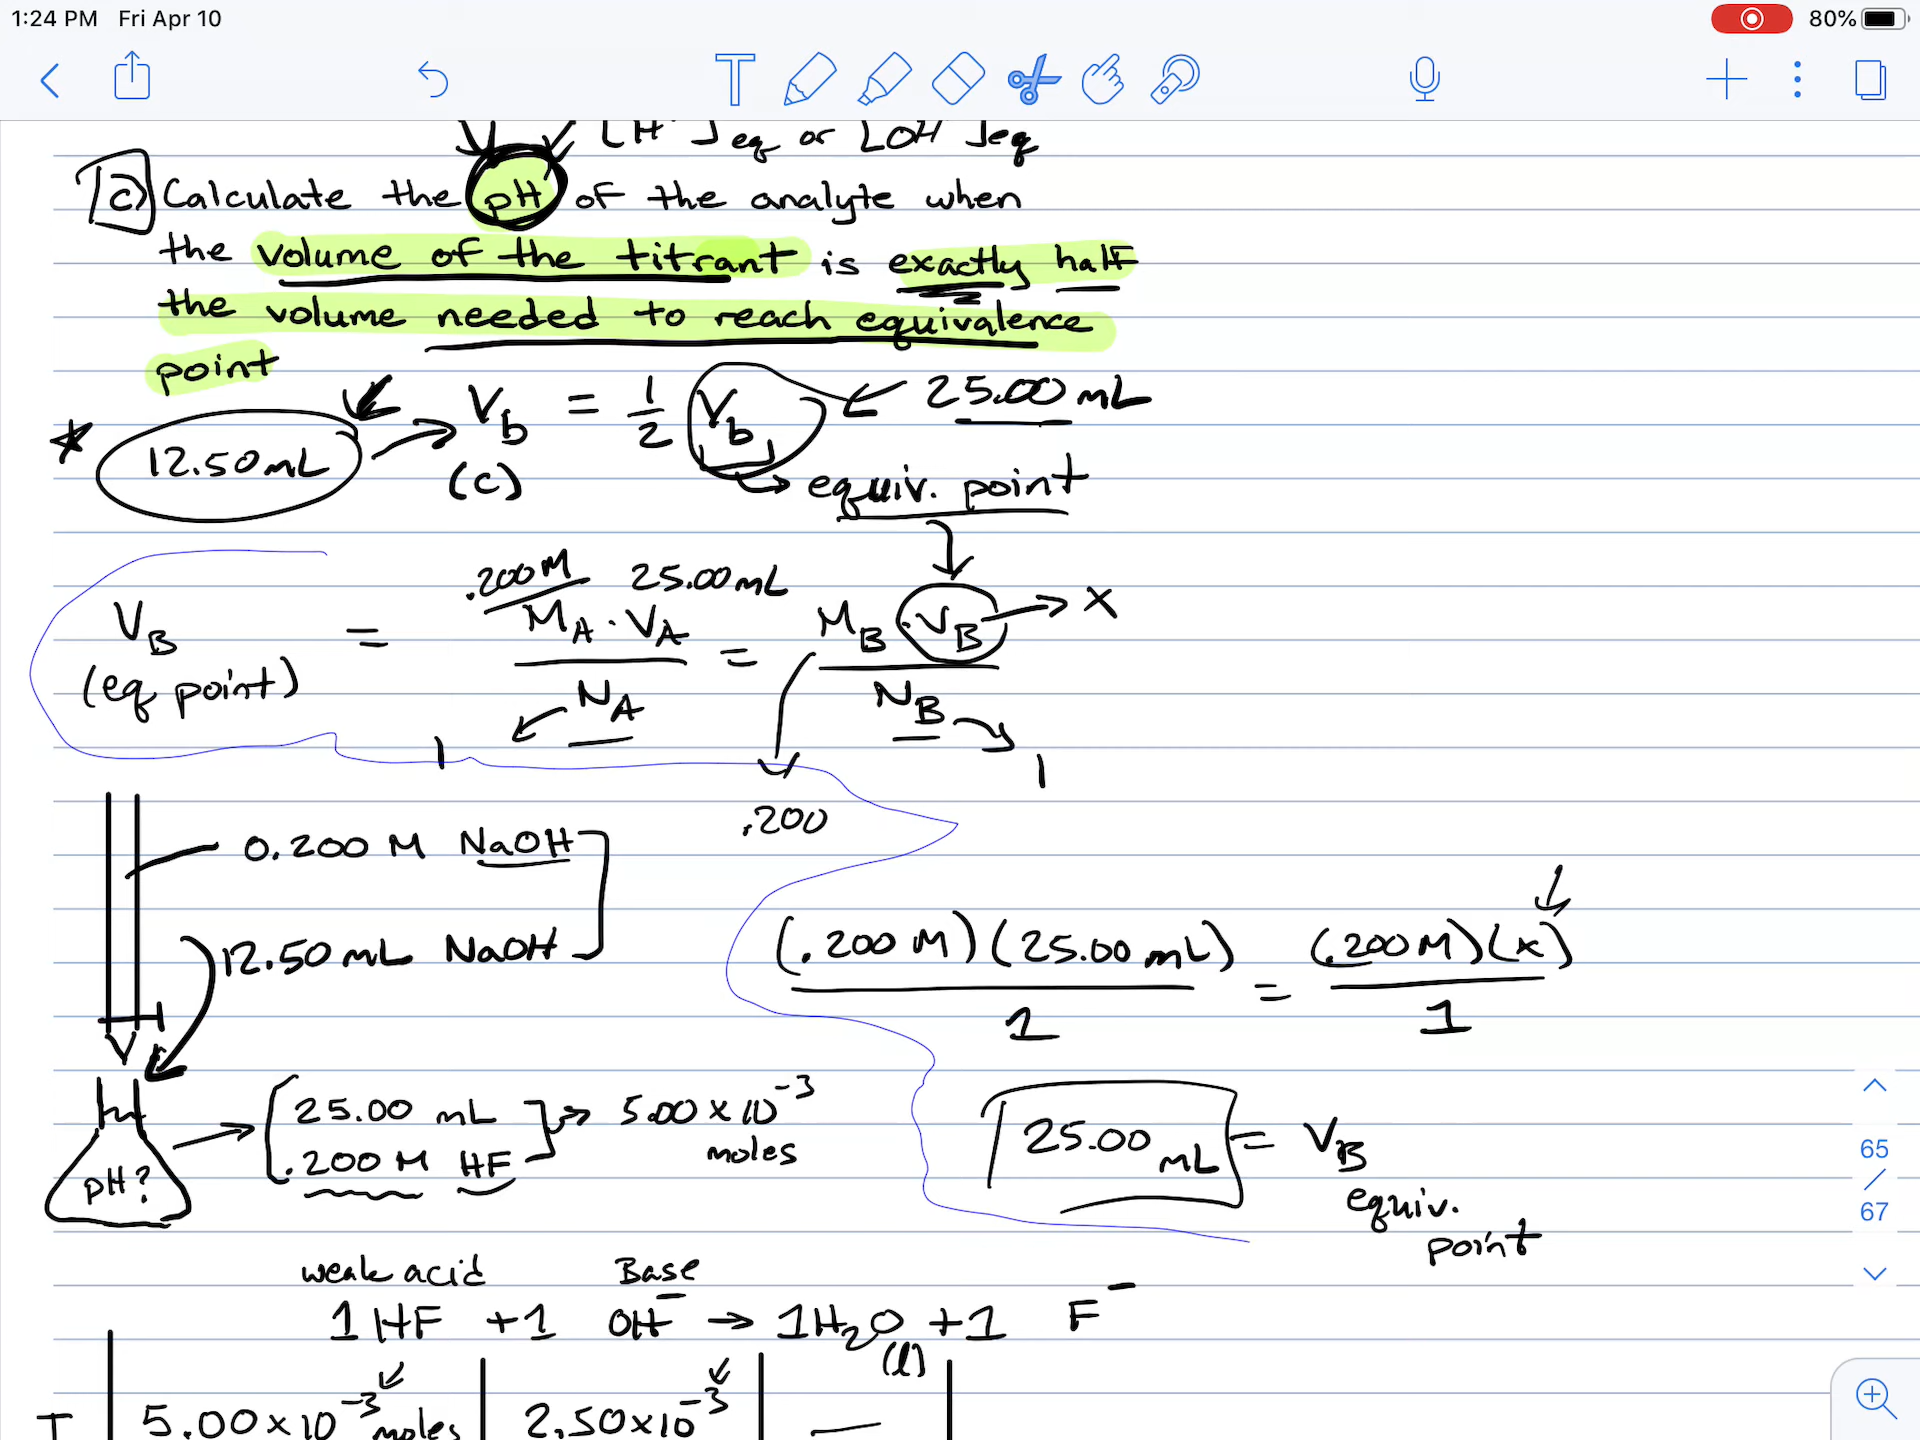 1:24 PM Fri Apr 10
80%
T
[H⁺]eq or [OH⁻]eq
c) Calculate the pH of the analyte when
the volume of the titrant is exactly half
the volume needed to reach equivalence
point
12.50 mL → Vb = 1/2 Vb ← 25.00 mL
(c) → equiv. point
.200 M 25.00 mL
VB = MA · VA / NA = MB · VB / NB → x
(eq point)
1
1
.200
0.200 M NaOH
12.50 mL NaOH
(.200 M)(25.00 mL) / 1 = (.200 M)(x) / 1
25.00 mL → 5.00 x 10⁻³
.200 M HF moles
pH?
25.00 mL = VB
equiv.
point
weak acid Base
1 HF + 1 OH⁻ → 1 H₂O + 1 F⁻
(l)
I 5.00 x 10⁻³ moles 2.50 x 10⁻³ —
65
/
67